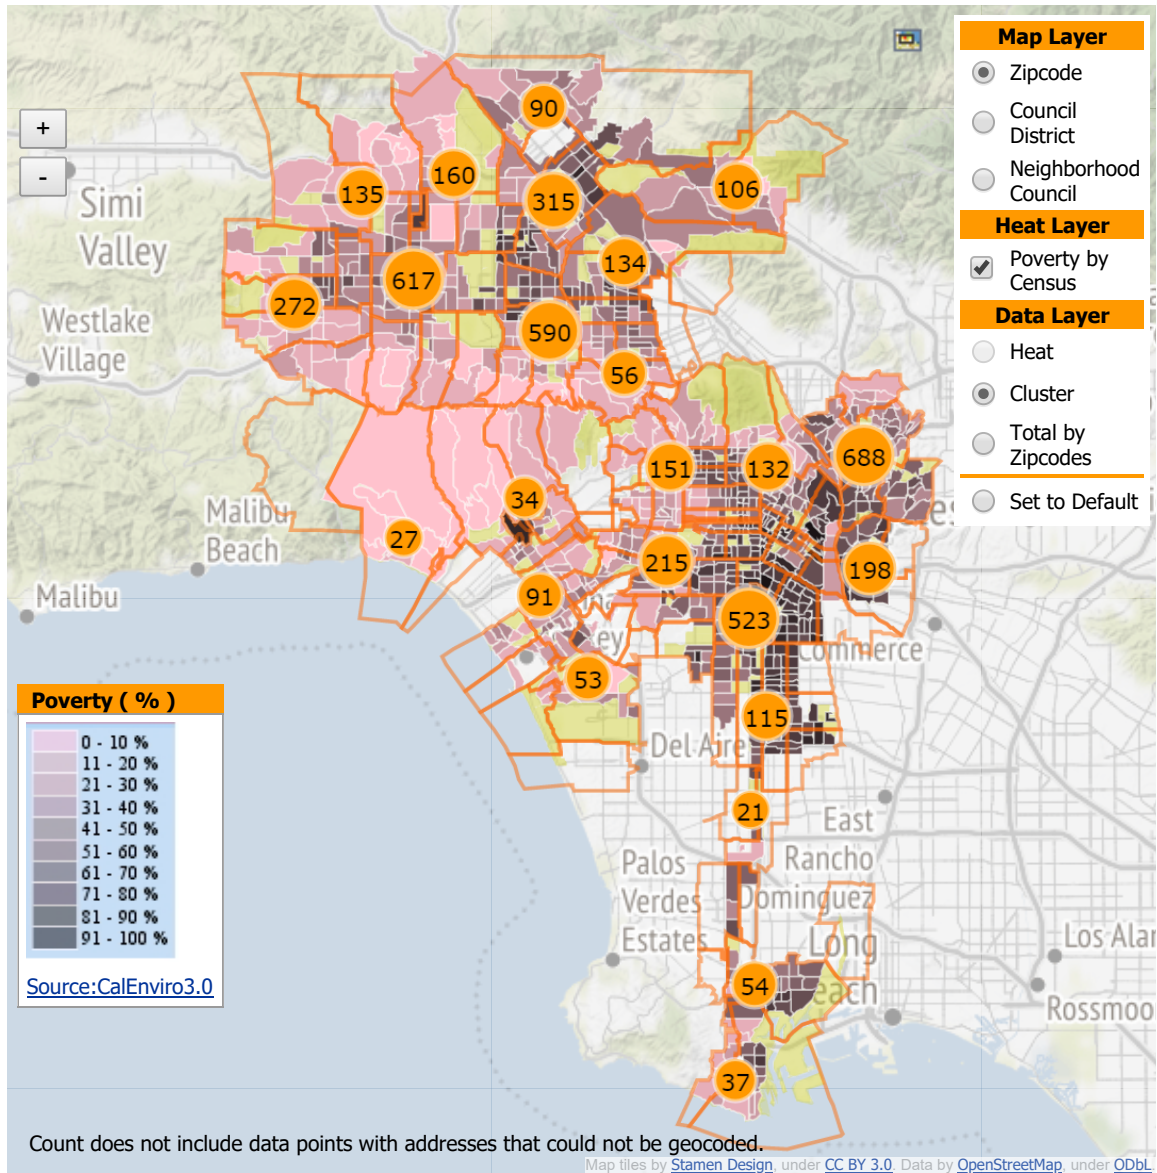 Map Layer
Zipcode
Council
District
Neighborhood
Council
Heat Layer
Poverty by
Census
Data Layer
Heat
Cluster
Total by
Zipcodes
Set to Default
+
-
90
160
135
315
106
134
617
272
590
56
151
132
688
34
27
215
198
91
523
53
115
21
54
37
Simi
Valley
Westlake
Village
Malibu
Beach
Malibu
ey
Commerce
Del Aire
East
Rancho
Dominguez
Palos
Verdes
Estates
Long
each
Los Alar
Rossmoo
es
Poverty ( % )
0 - 10 %
11 - 20 %
21 - 30 %
31 - 40 %
41 - 50 %
51 - 60 %
61 - 70 %
71 - 80 %
81 - 90 %
91 - 100 %
Source:CalEnviro3.0
Count does not include data points with addresses that could not be geocoded.
Map tiles by Stamen Design, under CC BY 3.0. Data by OpenStreetMap, under ODbL